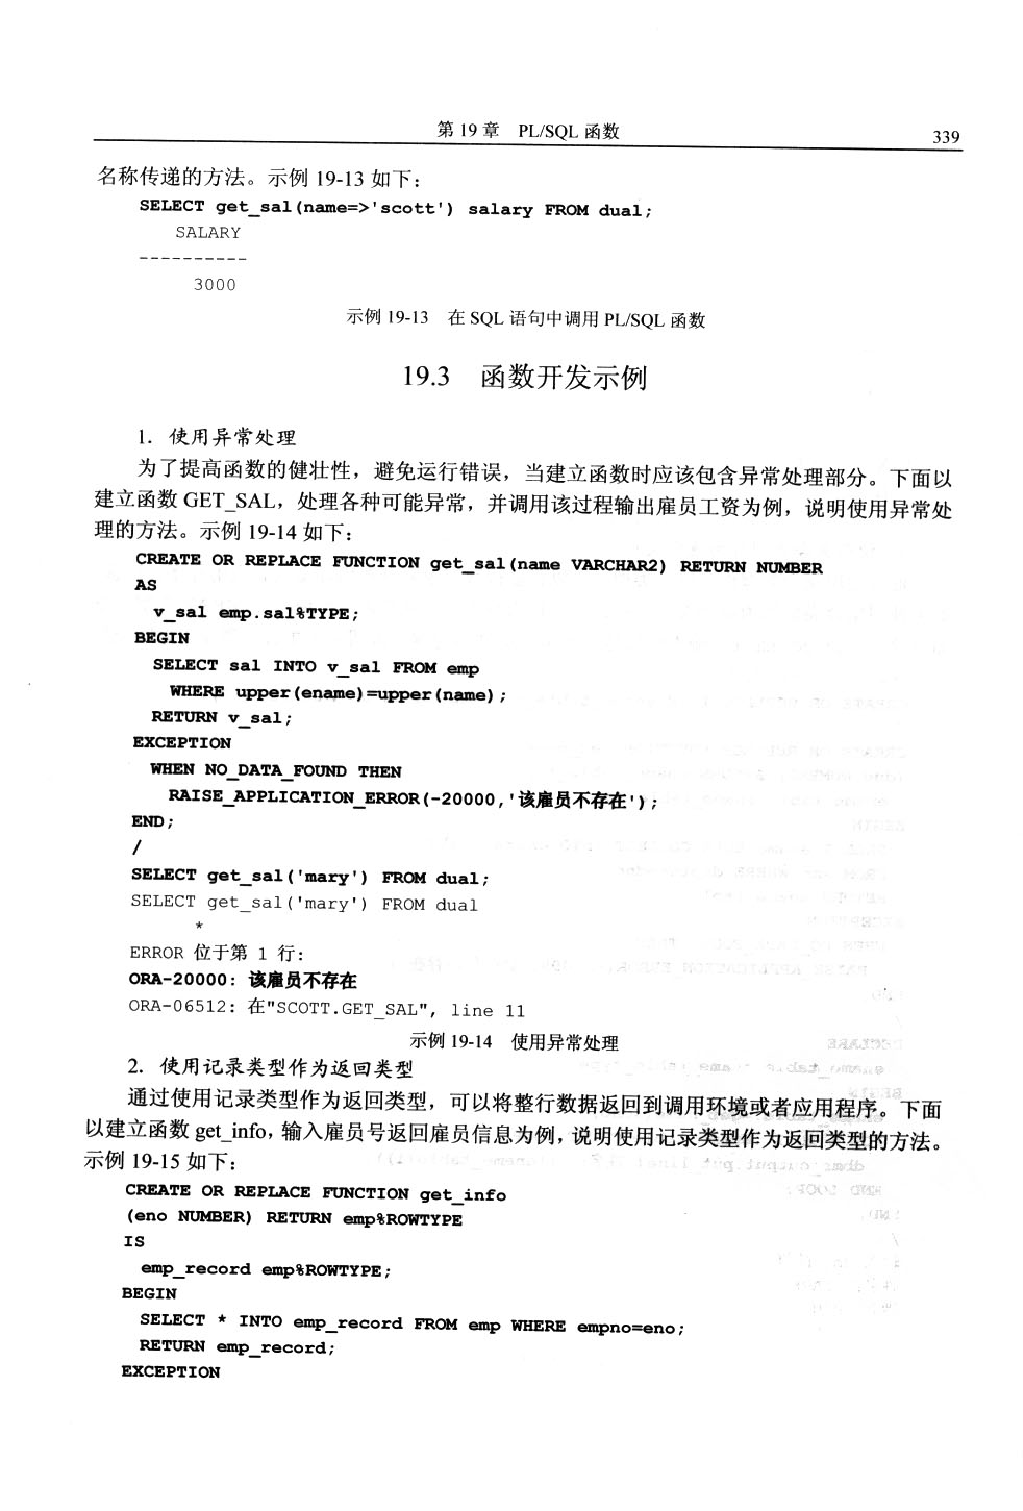 第 19 章 PL/SQL 函数 339
名称传递的方法。示例 19-13 如下：
SELECT get_sal(name=>'scott') salary FROM dual;
SALARY
----------
3000
示例 19-13 在 SQL 语句中调用 PL/SQL 函数
19.3 函数开发示例
1. 使用异常处理
为了提高函数的健壮性，避免运行错误，当建立函数时应该包含异常处理部分。下面以
建立函数 GET_SAL，处理各种可能异常，并调用该过程输出雇员工资为例，说明使用异常处
理的方法。示例 19-14 如下：
CREATE OR REPLACE FUNCTION get_sal(name VARCHAR2) RETURN NUMBER
AS
v_sal emp.sal%TYPE;
BEGIN
SELECT sal INTO v_sal FROM emp
WHERE upper(ename)=upper(name);
RETURN v_sal;
EXCEPTION
WHEN NO_DATA_FOUND THEN
RAISE_APPLICATION_ERROR(-20000,'该雇员不存在');
END;
/
SELECT get_sal('mary') FROM dual;
SELECT get_sal('mary') FROM dual
*
ERROR 位于第 1 行:
ORA-20000: 该雇员不存在
ORA-06512: 在"SCOTT.GET_SAL", line 11
示例 19-14 使用异常处理
2. 使用记录类型作为返回类型
通过使用记录类型作为返回类型，可以将整行数据返回到调用环境或者应用程序。下面
以建立函数 get_info，输入雇员号返回雇员信息为例，说明使用记录类型作为返回类型的方法。
示例 19-15 如下：
CREATE OR REPLACE FUNCTION get_info
(eno NUMBER) RETURN emp%ROWTYPE
IS
emp_record emp%ROWTYPE;
BEGIN
SELECT * INTO emp_record FROM emp WHERE empno=eno;
RETURN emp_record;
EXCEPTION